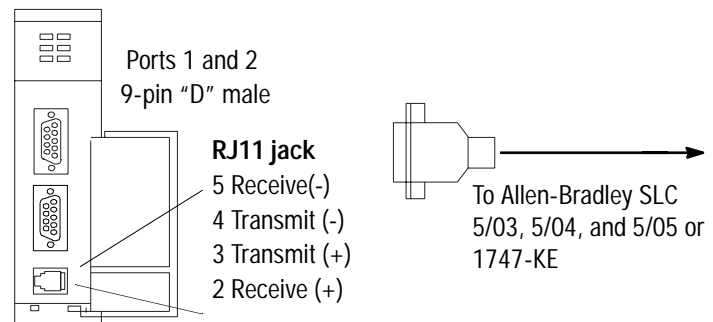 Ports 1 and 2
9-pin “D” male
RJ11 jack
5 Receive(-)
4 Transmit (-)
3 Transmit (+)
2 Receive (+)
To Allen-Bradley SLC
5/03, 5/04, and 5/05 or
1747-KE